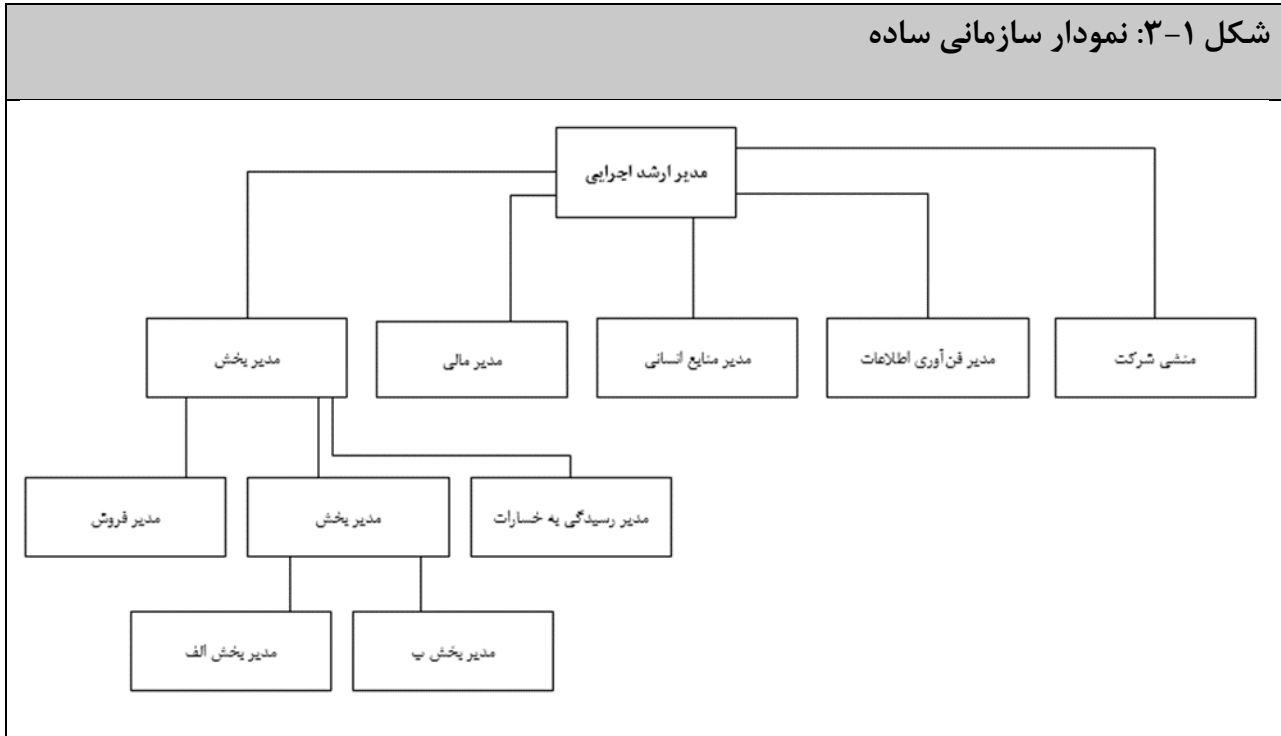 شکل ۱-۳: نمودار سازمانی ساده
مدیر ارشد اجرایی
منشی شرکت
مدیر فن‌آوری اطلاعات
مدیر منابع انسانی
مدیر مالی
مدیر بخش
مدیر رسیدگی به خسارات
مدیر بخش
مدیر فروش
مدیر بخش ب
مدیر بخش الف